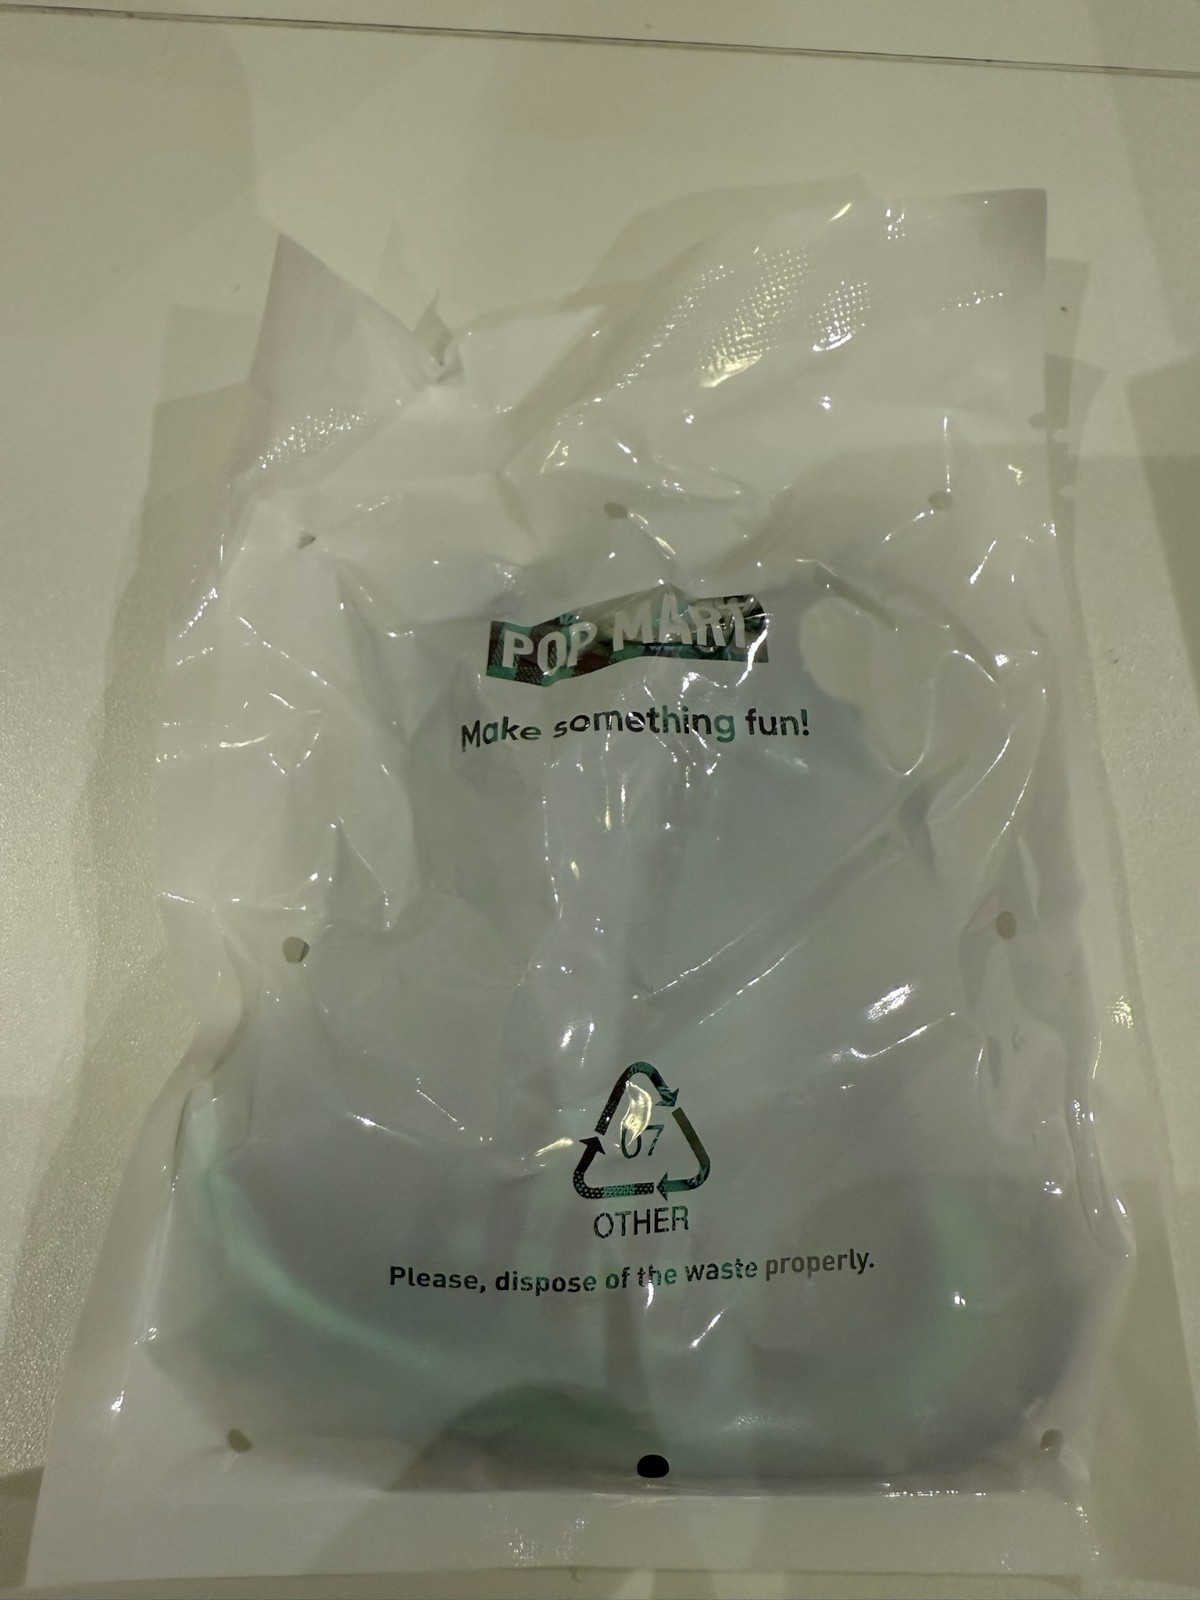 POP MART
Make something fun!
07
OTHER
Please, dispose of the waste properly.